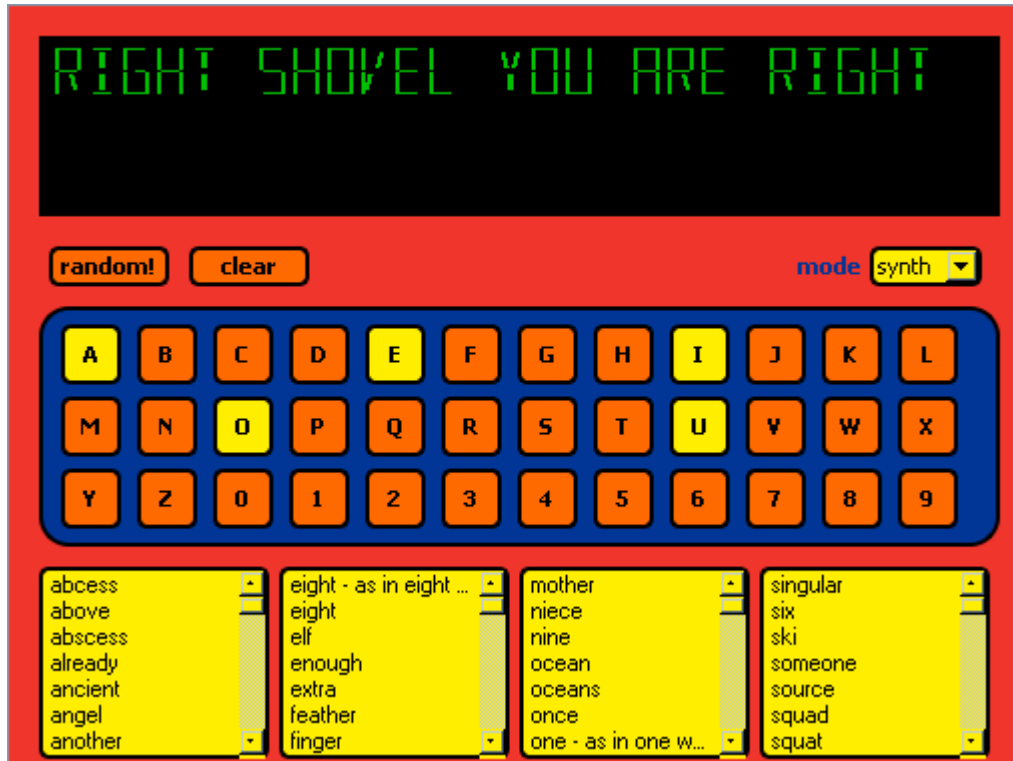 RIGHT SHOVEL YOU ARE RIGHT
random! clear mode synth
A B C D E F G H I J K L
M N O P Q R S T U V W X
Y Z 0 1 2 3 4 5 6 7 8 9
abcess
above
abscess
already
ancient
angel
another
eight - as in eight ...
eight
elf
enough
extra
feather
finger
mother
niece
nine
ocean
oceans
once
one - as in one w...
singular
six
ski
someone
source
squad
squat